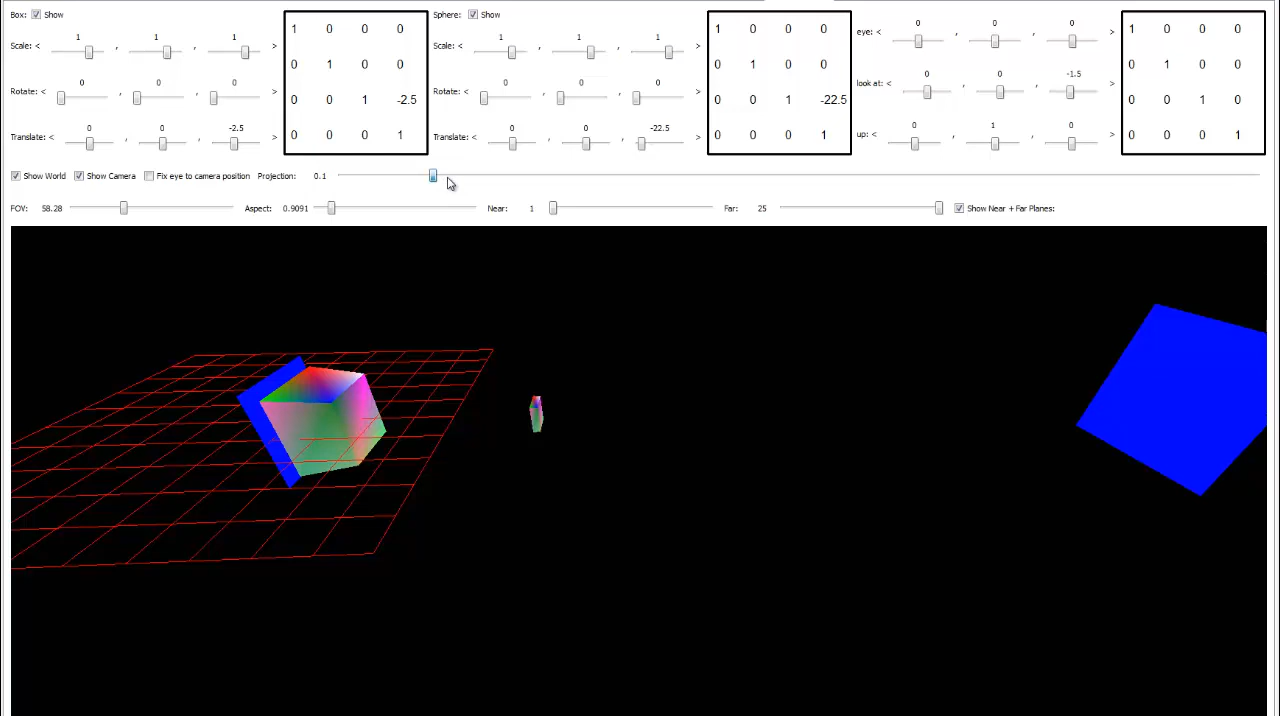 Box: Show
1 1 1
Scale: < , , >
0 0 0
Rotate: < , , >
0 0 -2.5
Translate: < , , >
1 0 0 0
0 1 0 0
0 0 1 -2.5
0 0 0 1
Sphere: Show
1 1 1
Scale: < , , >
0 0 0
Rotate: < , , >
0 0 -22.5
Translate: < , , >
1 0 0 0
0 1 0 0
0 0 1 -22.5
0 0 0 1
0 0 0
eye: < , , >
0 0 -1.5
look at: < , , >
0 1 0
up: < , , >
1 0 0 0
0 1 0 0
0 0 1 0
0 0 0 1
Show World Show Camera Fix eye to camera position Projection: 0.1
FOV: 58.28 Aspect: 0.9091 Near: 1 Far: 25 Show Near + Far Planes: